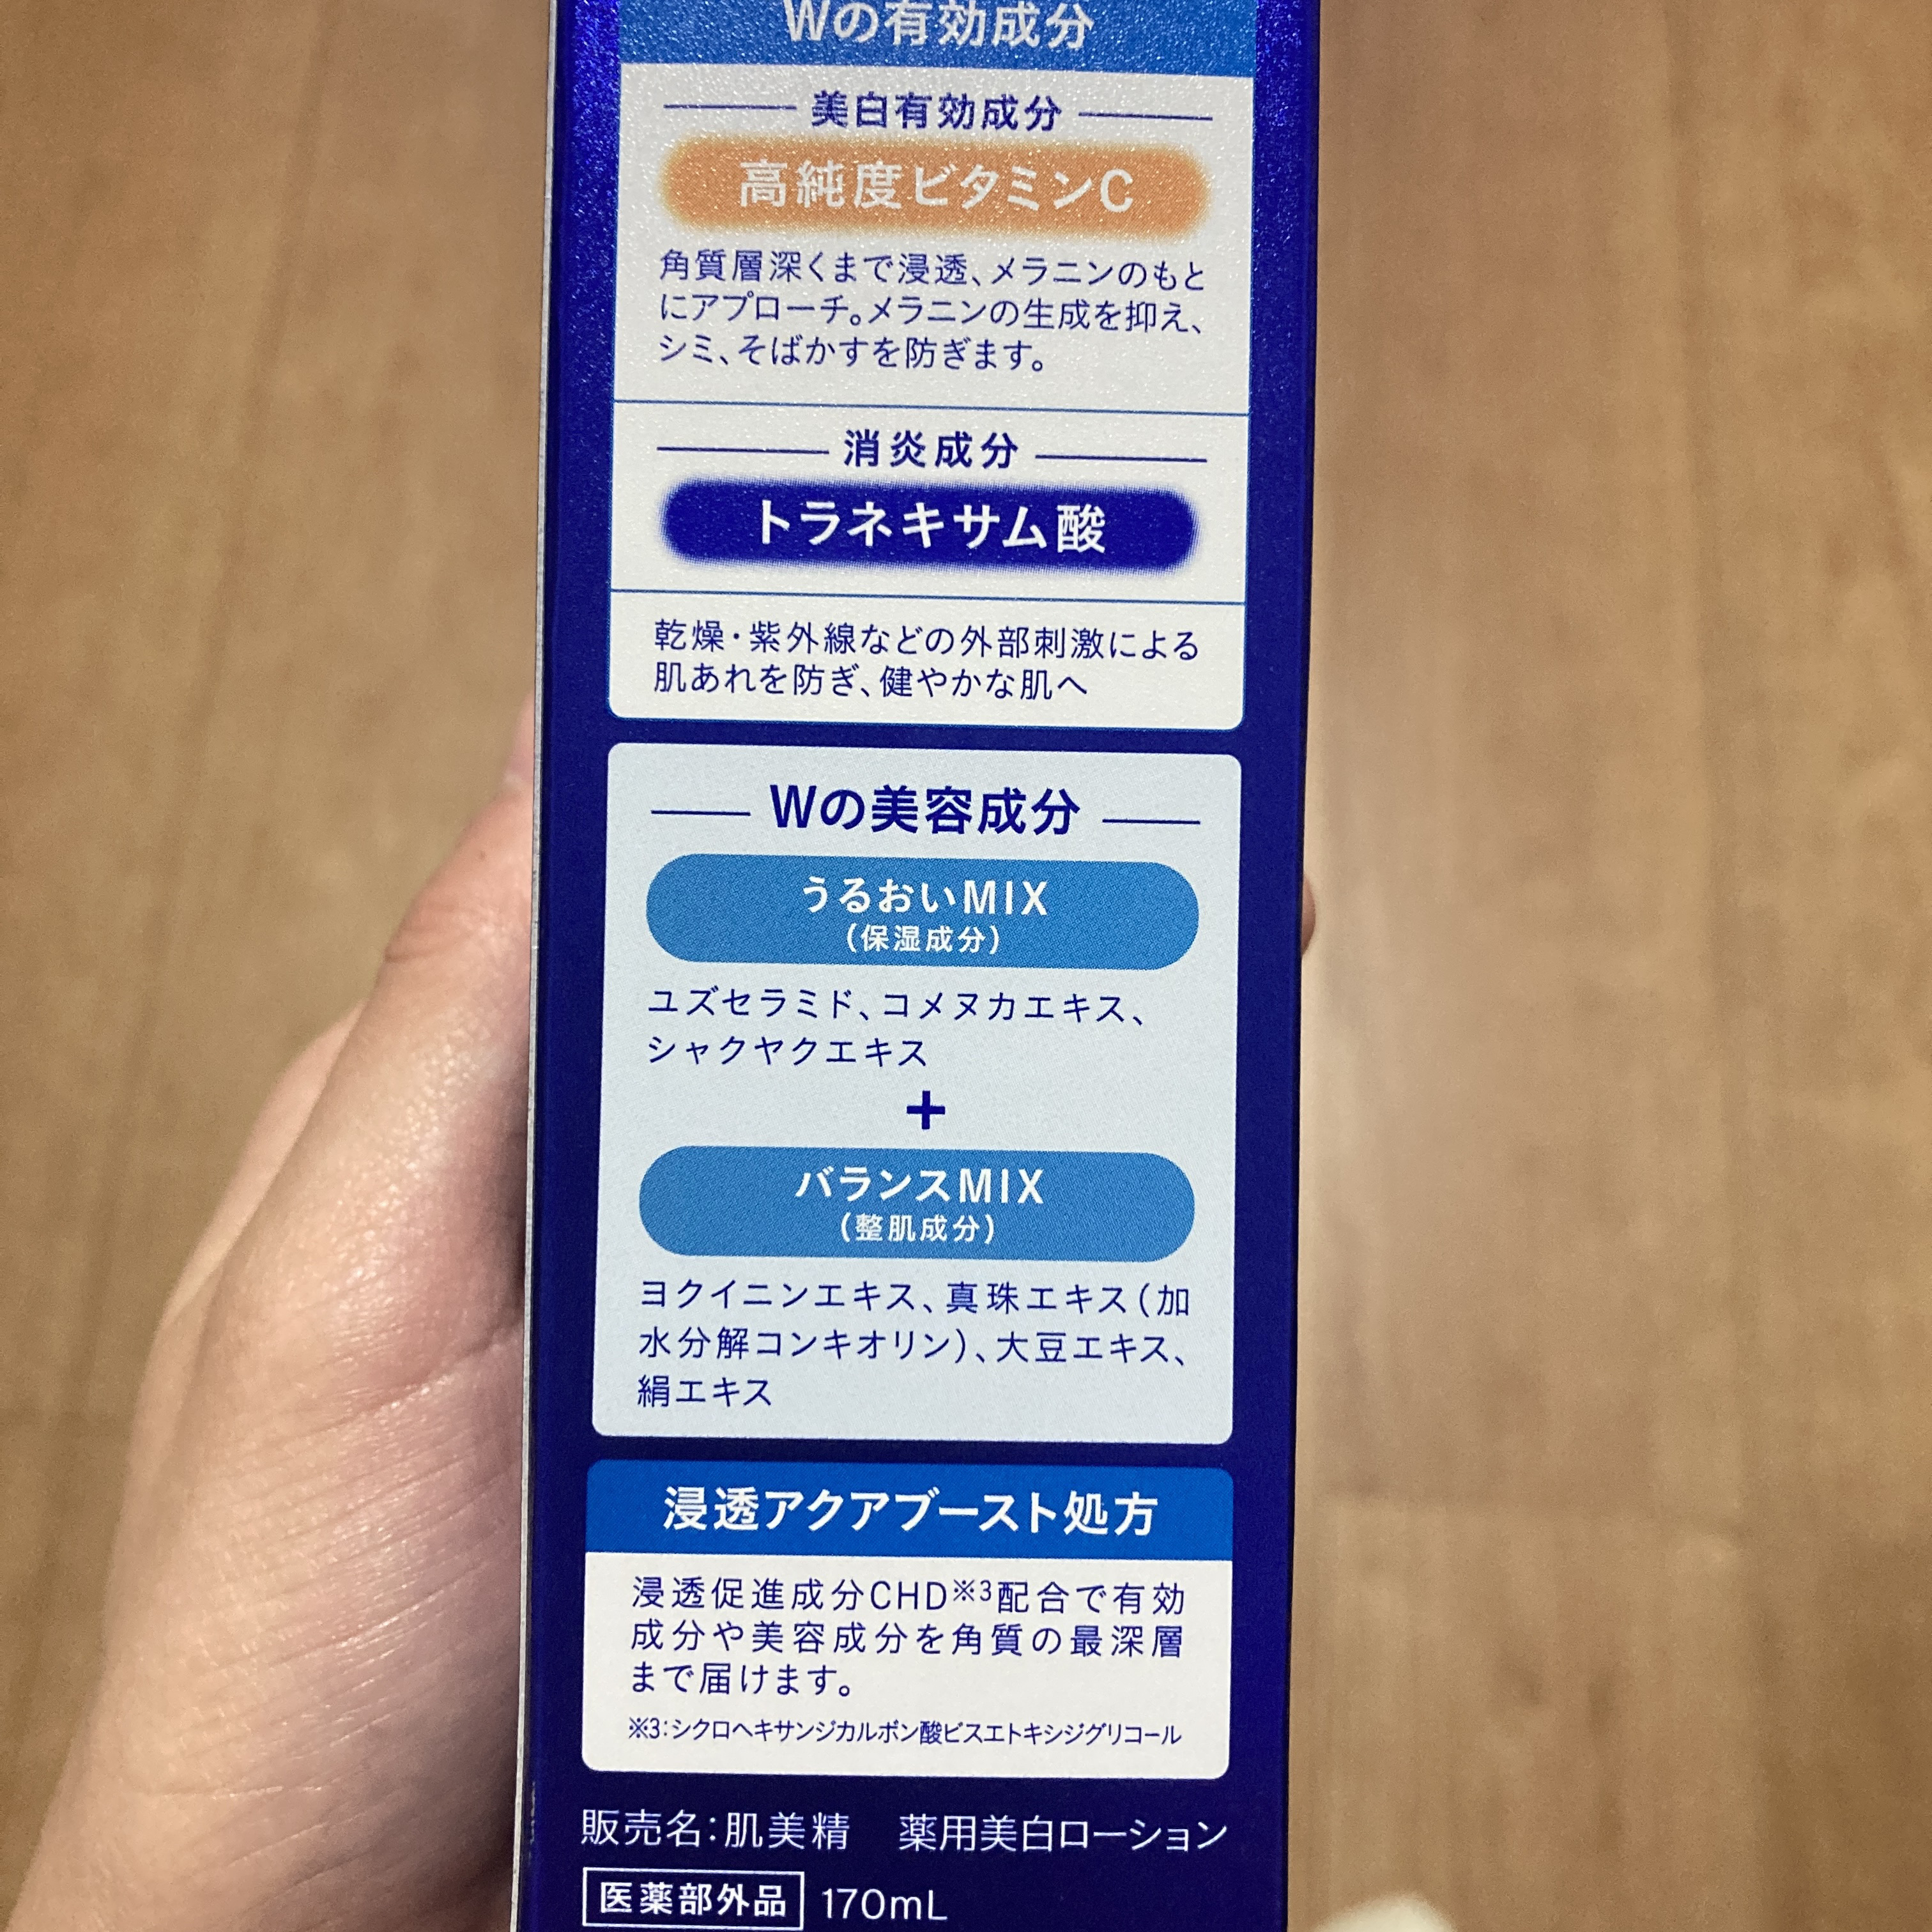 Wの有効成分
美白有効成分
高純度ビタミンC
角質層深くまで浸透、メラニンのもと
にアプローチ。メラニンの生成を抑え、
シミ、そばかすを防ぎます。
消炎成分
トラネキサム酸
乾燥・紫外線などの外部刺激による
肌あれを防ぎ、健やかな肌へ
Wの美容成分
うるおいMIX
(保湿成分)
ユズセラミド、コメヌカエキス、
シャクヤクエキス
+
バランスMIX
(整肌成分)
ヨクイニンエキス、真珠エキス(加
水分解コンキオリン)、大豆エキス、
絹エキス
浸透アクアブースト処方
浸透促進成分CHD※3配合で有効
成分や美容成分を角質の最深層
まで届けます。
※3:シクロヘキサンジカルボン酸ビスエトキシジグリコール
販売名:肌美精 薬用美白ローション
医薬部外品 170mL